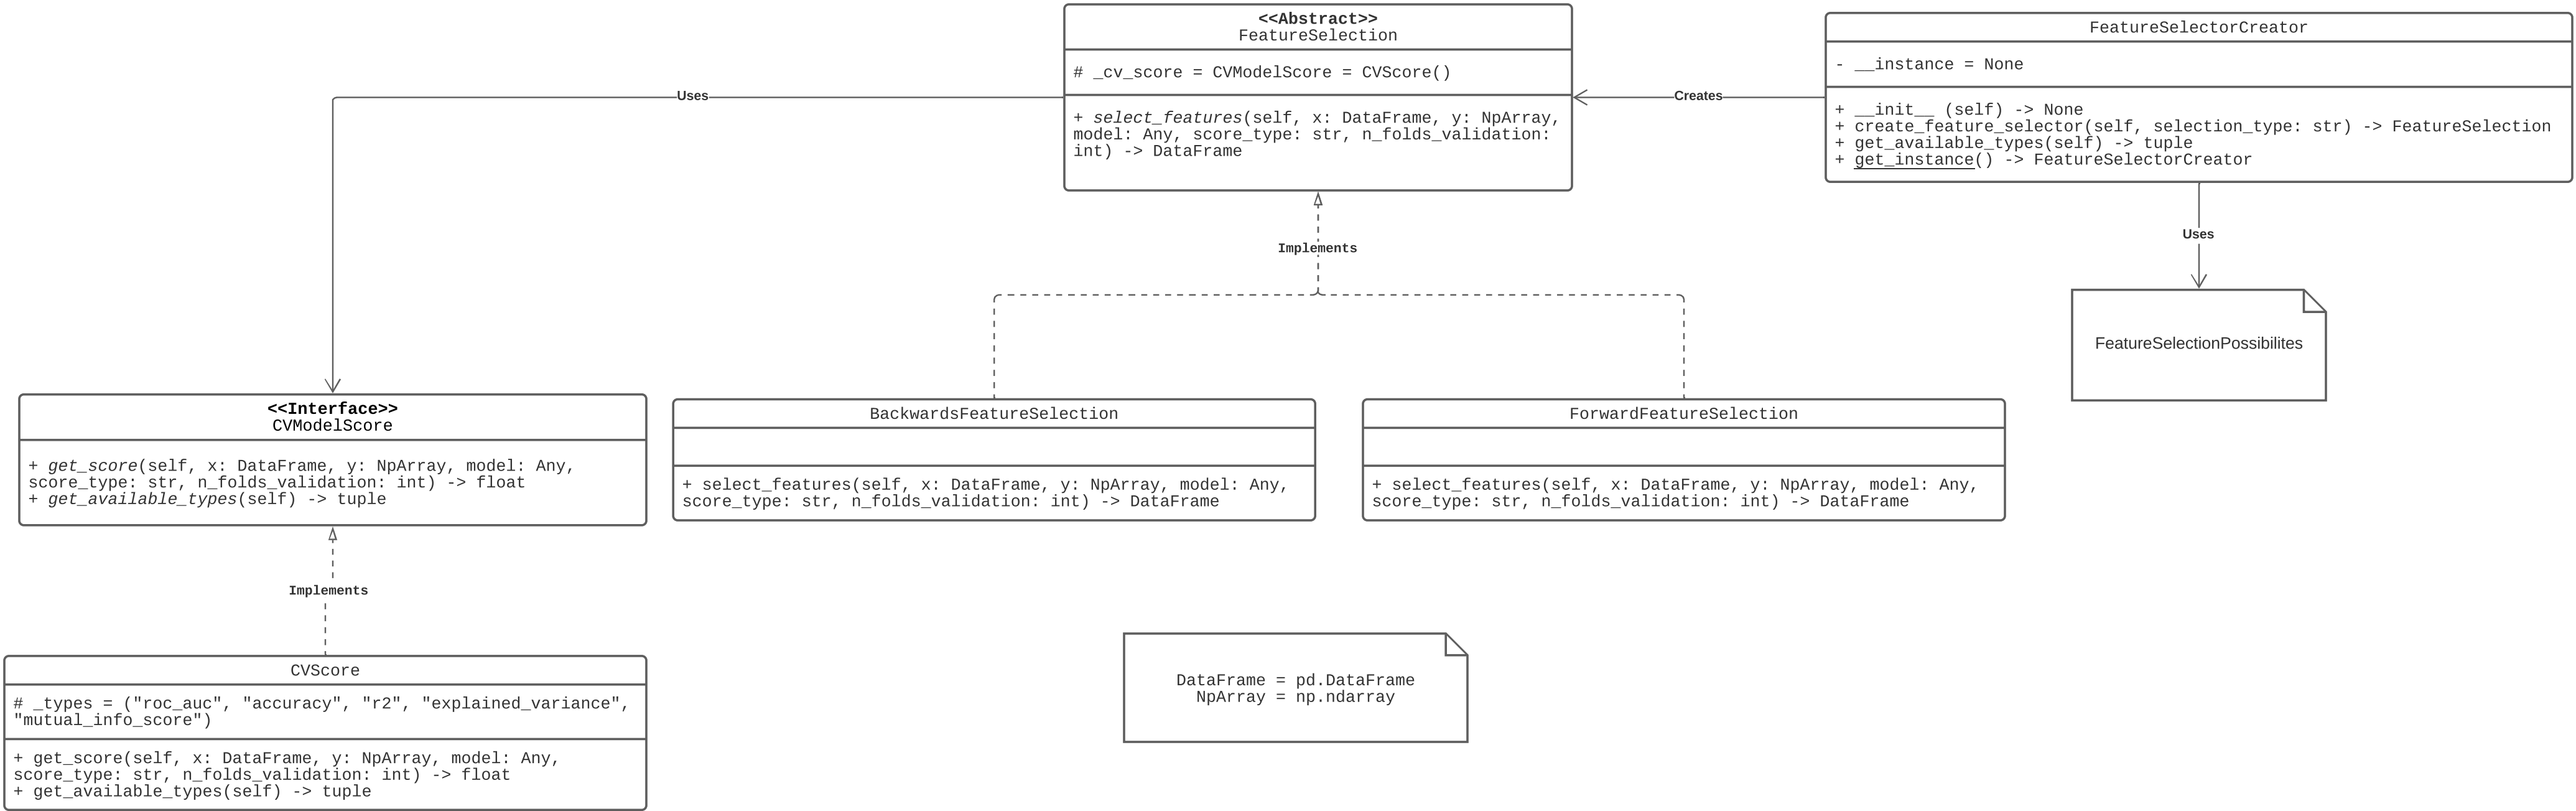 <<Abstract>>
FeatureSelection
# _cv_score = CVModelScore = CVScore()
+ select_features(self, x: DataFrame, y: NpArray,
model: Any, score_type: str, n_folds_validation:
int) -> DataFrame
FeatureSelectorCreator
- __instance = None
+ __init__ (self) -> None
+ create_feature_selector(self, selection_type: str) -> FeatureSelection
+ get_available_types(self) -> tuple
+ get_instance() -> FeatureSelectorCreator
Uses
Creates
Implements
Uses
FeatureSelectionPossibilites
<<Interface>>
CVModelScore
+ get_score(self, x: DataFrame, y: NpArray, model: Any,
score_type: str, n_folds_validation: int) -> float
+ get_available_types(self) -> tuple
BackwardsFeatureSelection
+ select_features(self, x: DataFrame, y: NpArray, model: Any,
score_type: str, n_folds_validation: int) -> DataFrame
ForwardFeatureSelection
+ select_features(self, x: DataFrame, y: NpArray, model: Any,
score_type: str, n_folds_validation: int) -> DataFrame
Implements
CVScore
# _types = ("roc_auc", "accuracy", "r2", "explained_variance",
"mutual_info_score")
+ get_score(self, x: DataFrame, y: NpArray, model: Any,
score_type: str, n_folds_validation: int) -> float
+ get_available_types(self) -> tuple
DataFrame = pd.DataFrame
NpArray = np.ndarray